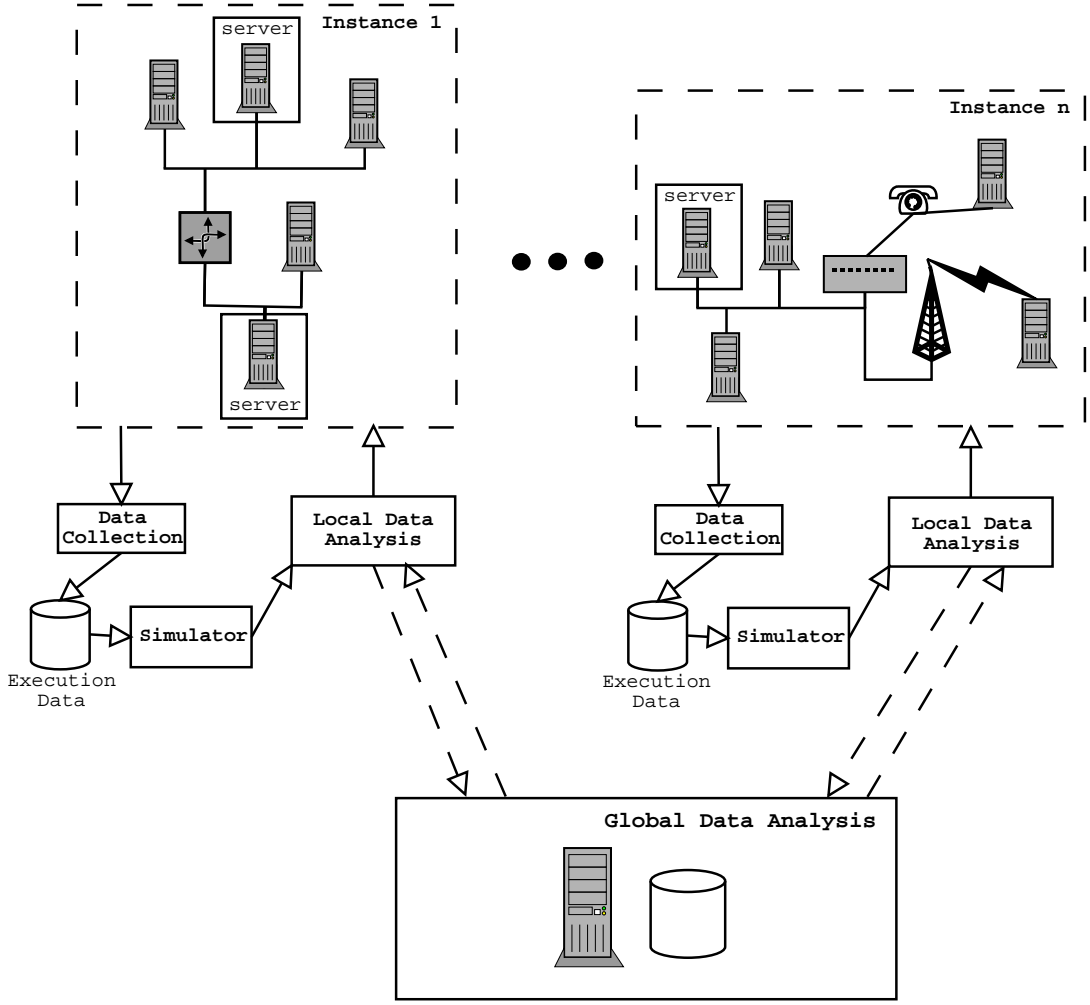 server
Instance 1
server
Instance n
server
Data
Collection
Local Data
Analysis
Simulator
Execution
Data
Data
Collection
Local Data
Analysis
Simulator
Execution
Data
Global Data Analysis